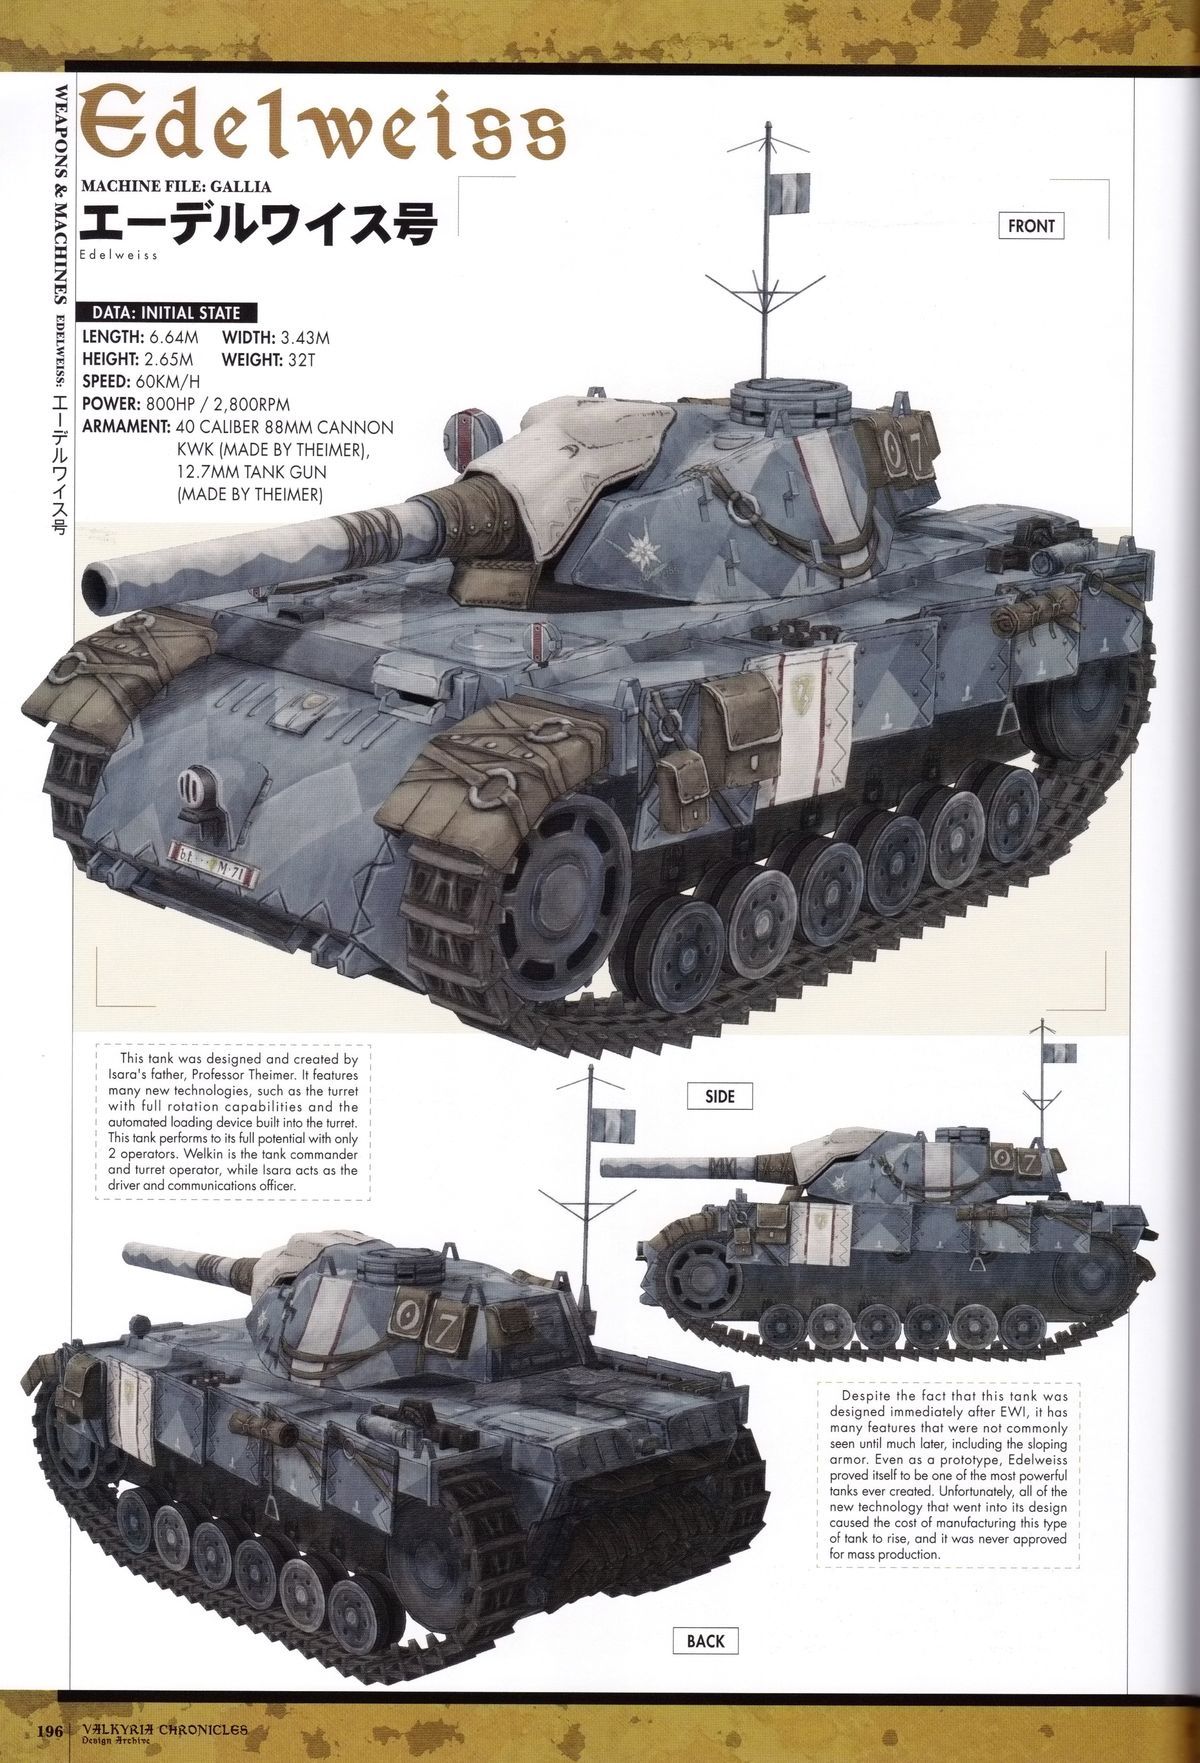 Edelweiss
MACHINE FILE: GALLIA
エーデルワイス号
Edelweiss
WEAPONS & MACHINES EDELWEISS: エーデルワイス号
DATA: INITIAL STATE
LENGTH: 6.64M WIDTH: 3.43M
HEIGHT: 2.65M WEIGHT: 32T
SPEED: 60KM/H
POWER: 800HP / 2,800RPM
ARMAMENT: 40 CALIBER 88MM CANNON
KWK (MADE BY THEIMER),
12.7MM TANK GUN
(MADE BY THEIMER)
FRONT
07
7
b.t. M-71
This tank was designed and created by
Isara's father, Professor Theimer. It features
many new technologies, such as the turret
with full rotation capabilities and the
automated loading device built into the turret.
This tank performs to its full potential with only
2 operators. Welkin is the tank commander
and turret operator, while Isara acts as the
driver and communications officer.
SIDE
07
7
07
Despite the fact that this tank was
designed immediately after EWI, it has
many features that were not commonly
seen until much later, including the sloping
armor. Even as a prototype, Edelweiss
proved itself to be one of the most powerful
tanks ever created. Unfortunately, all of the
new technology that went into its design
caused the cost of manufacturing this type
of tank to rise, and it was never approved
for mass production.
BACK
196 VALKYRIA CHRONICLES
Design Archive